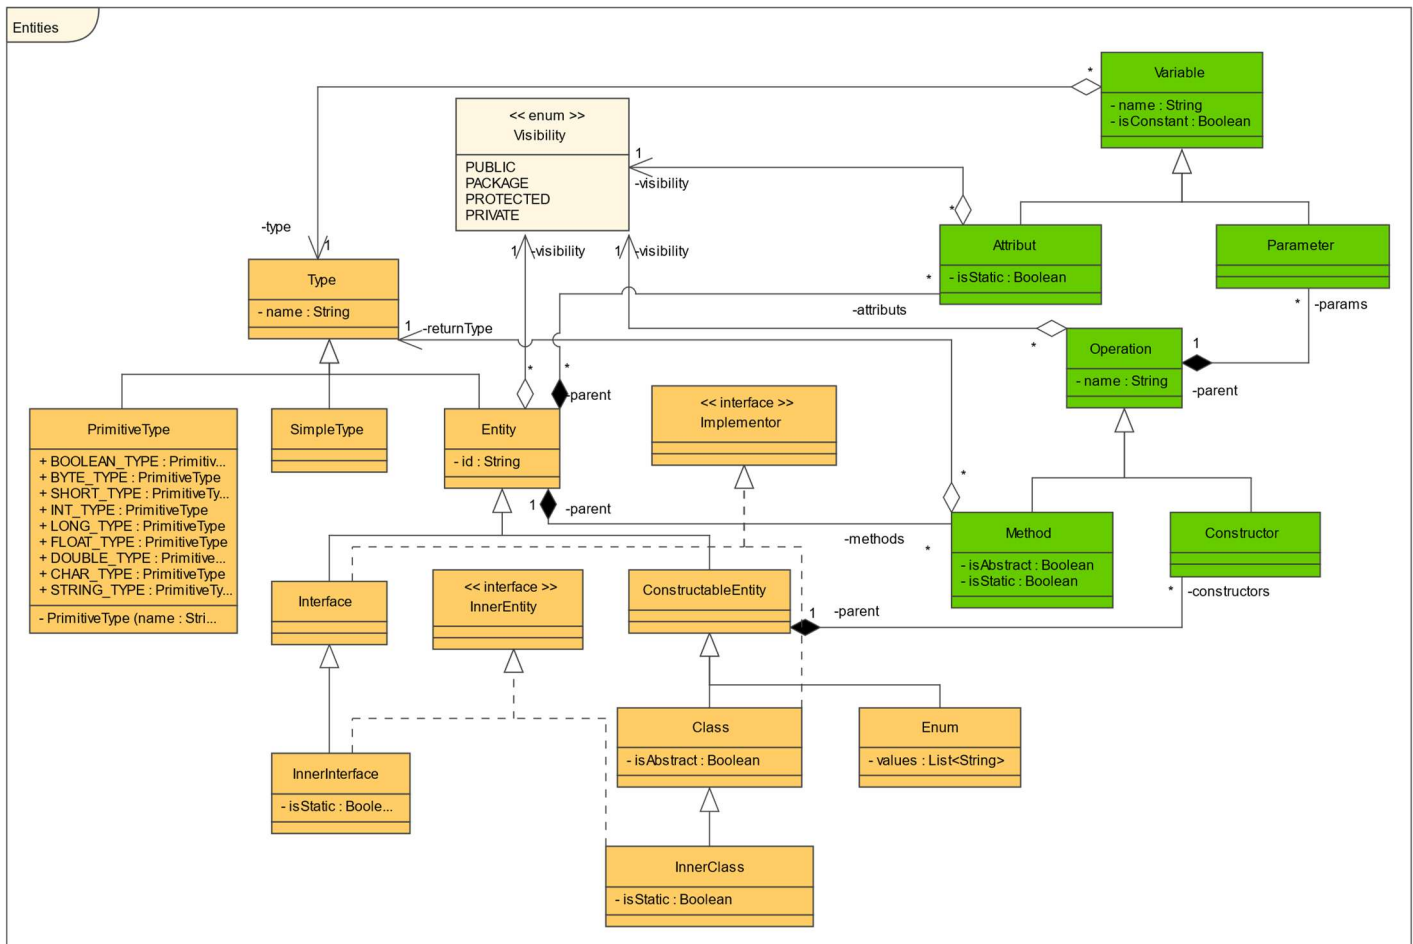 Entities
Variable
- name : String
- isConstant : Boolean
*
<< enum >>
Visibility
PUBLIC
PACKAGE
PROTECTED
PRIVATE
1
-visibility
*
-type
1
1
-visibility
1
-visibility
Attribut
- isStatic : Boolean
*
-attributs
Parameter
*
-params
Type
- name : String
1
-returnType
*
Operation
- name : String
1
-parent
*
*
-parent
PrimitiveType
+ BOOLEAN_TYPE : Primitiv...
+ BYTE_TYPE : PrimitiveType
+ SHORT_TYPE : PrimitiveTy...
+ INT_TYPE : PrimitiveType
+ LONG_TYPE : PrimitiveType
+ FLOAT_TYPE : PrimitiveType
+ DOUBLE_TYPE : Primitive...
+ CHAR_TYPE : PrimitiveType
+ STRING_TYPE : PrimitiveTy...
- PrimitiveType (name : Stri...
SimpleType
Entity
- id : String
1
-parent
<< interface >>
Implementor
*
-methods
*
Method
- isAbstract : Boolean
- isStatic : Boolean
Constructor
*
-constructors
Interface
<< interface >>
InnerEntity
ConstructableEntity
1
-parent
Class
- isAbstract : Boolean
Enum
- values : List<String>
InnerInterface
- isStatic : Boole...
InnerClass
- isStatic : Boolean